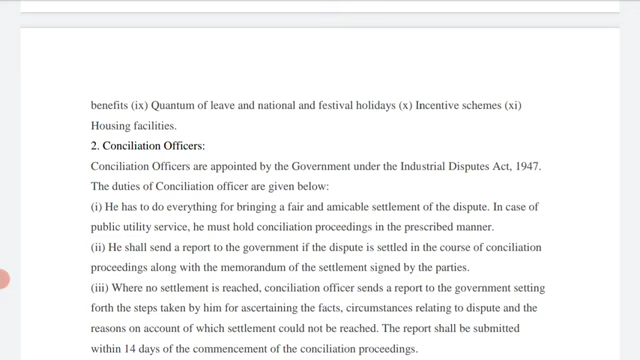 benefits (ix) Quantum of leave and national and festival holidays (x) Incentive schemes (xi)
Housing facilities.
2. Conciliation Officers:
Conciliation Officers are appointed by the Government under the Industrial Disputes Act, 1947.
The duties of Conciliation officer are given below:
(i) He has to do everything for bringing a fair and amicable settlement of the dispute. In case of
public utility service, he must hold conciliation proceedings in the prescribed manner.
(ii) He shall send a report to the government if the dispute is settled in the course of conciliation
proceedings along with the memorandum of the settlement signed by the parties.
(iii) Where no settlement is reached, conciliation officer sends a report to the government setting
forth the steps taken by him for ascertaining the facts, circumstances relating to dispute and the
reasons on account of which settlement could not be reached. The report shall be submitted
within 14 days of the commencement of the conciliation proceedings.